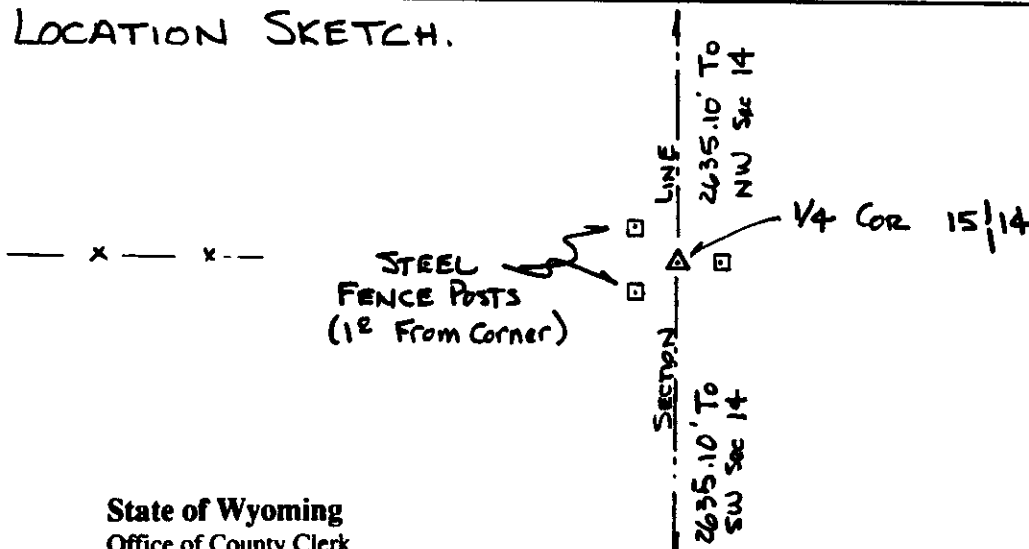 LOCATION SKETCH.
2635.10' To
NW Sec 14
LINE
1/4 COR 15|14
STEEL
FENCE POSTS
(1º From Corner)
SECTION
2635.10' To
SW Sec 14
State of Wyoming
Office of County Clerk